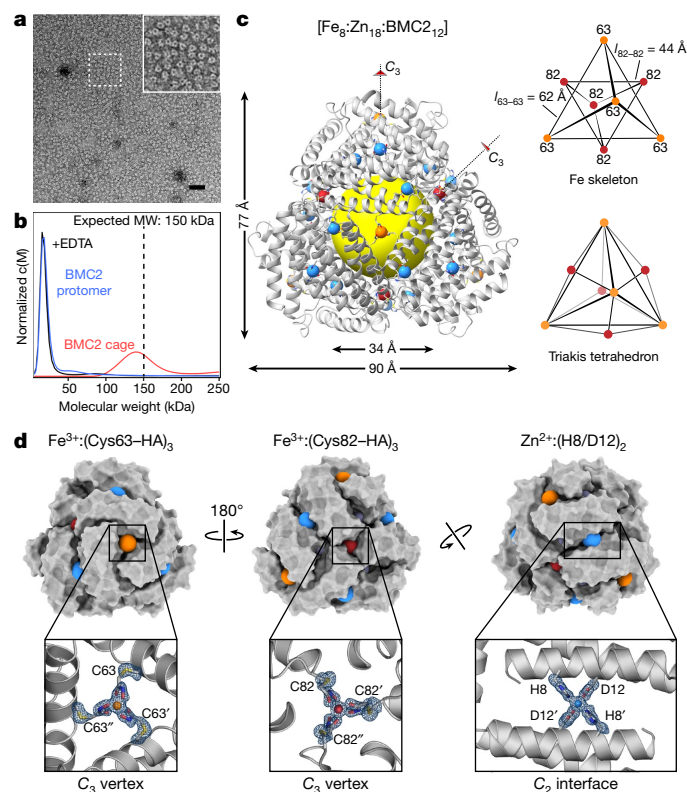 a
b
Expected MW: 150 kDa
+EDTA
BMC2
protomer
BMC2 cage
Normalized c(M)
0
50
100
150
200
250
Molecular weight (kDa)
c
[Fe8:Zn18:BMC212]
C3
C3
77 Å
34 Å
90 Å
63
l82–82 = 44 Å
82
82
82
l63–63 = 62 Å
63
63
63
82
Fe skeleton
Triakis tetrahedron
d
Fe3+:(Cys63–HA)3
Fe3+:(Cys82–HA)3
Zn2+:(H8/D12)2
180°
C63
C63″
C63′
C82
C82′
C82″
H8
D12
D12′
H8′
C3 vertex
C3 vertex
C2 interface